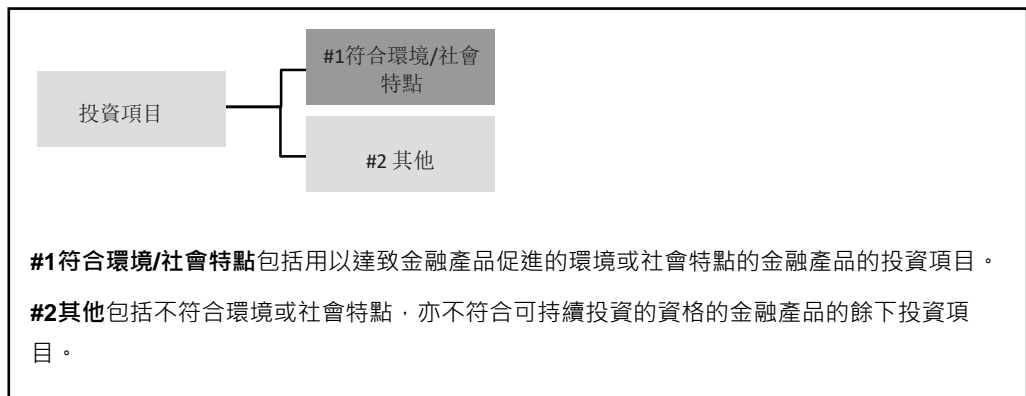 #1符合環境/社會
特點
投資項目
#2 其他
#1符合環境/社會特點包括用以達致金融產品促進的環境或社會特點的金融產品的投資項目。
#2其他包括不符合環境或社會特點，亦不符合可持續投資的資格的金融產品的餘下投資項
目。